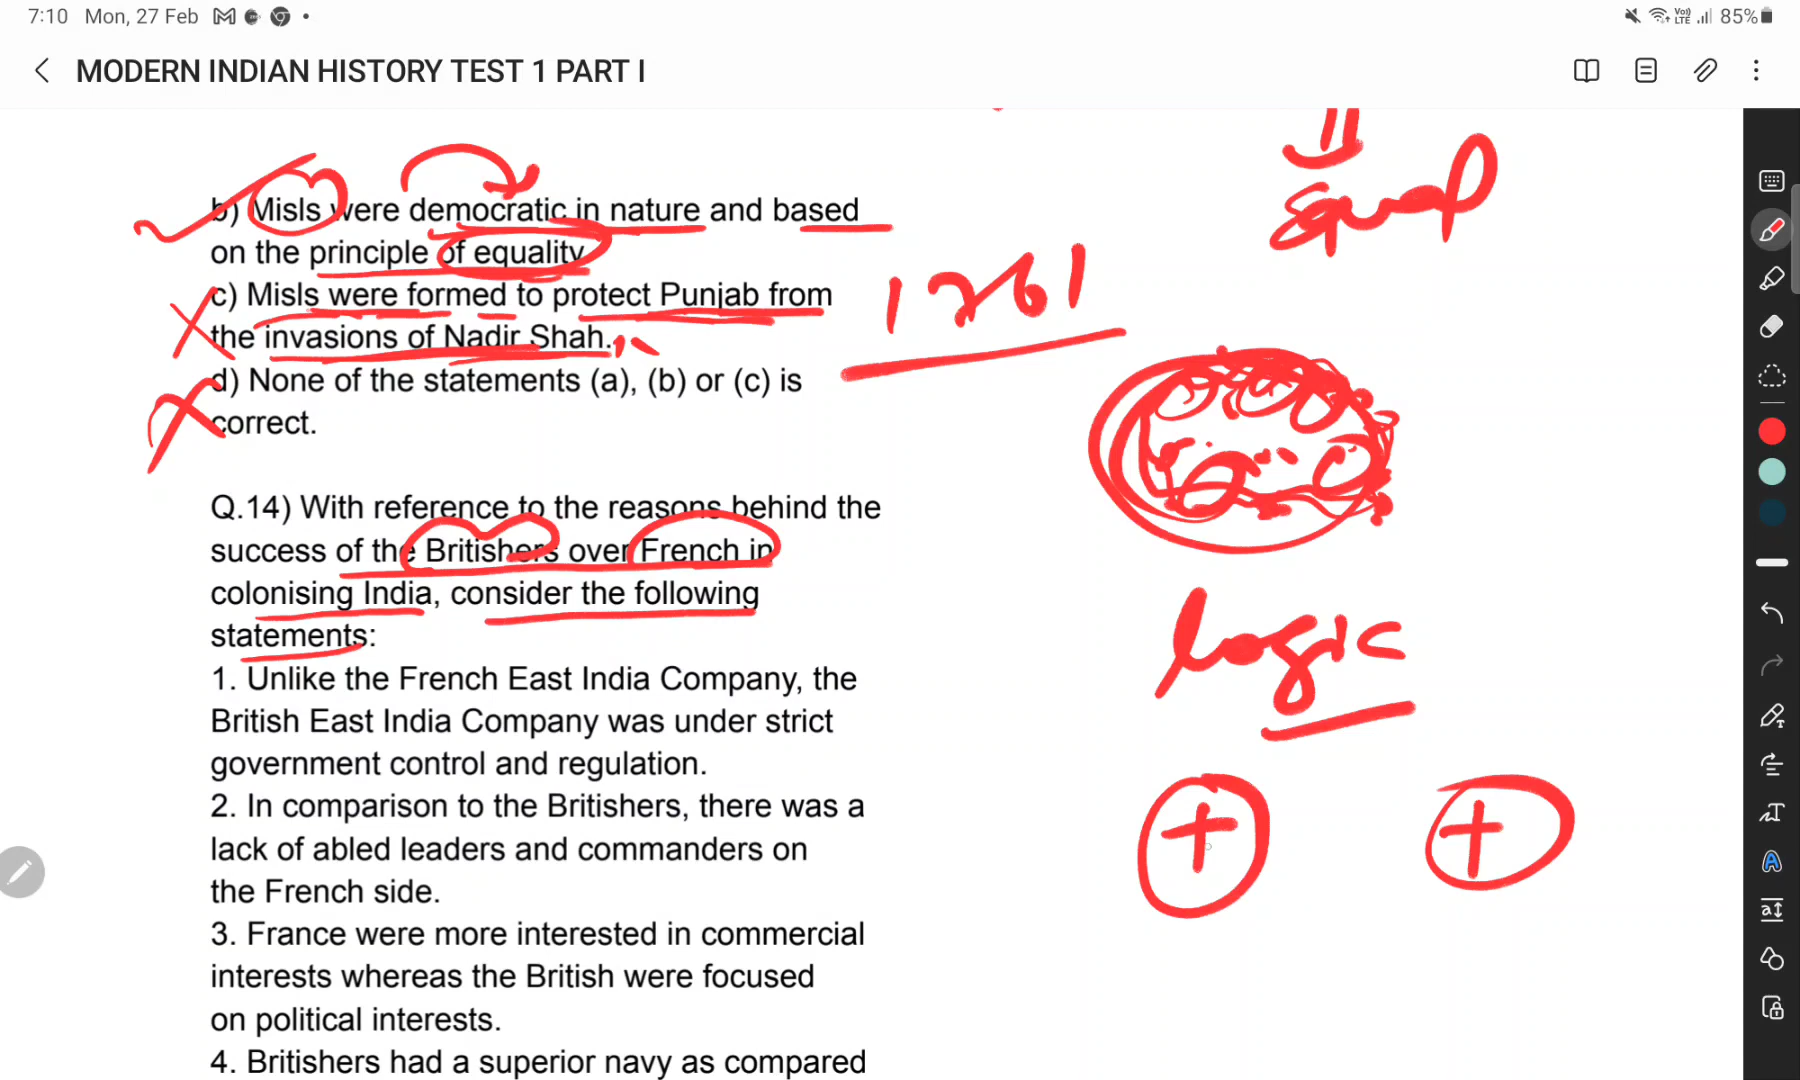 7:10 Mon, 27 Feb
Vo) LTE 85%
MODERN INDIAN HISTORY TEST 1 PART I
b) Misls were democratic in nature and based
on the principle of equality.
c) Misls were formed to protect Punjab from
the invasions of Nadir Shah.
d) None of the statements (a), (b) or (c) is
correct.
1761
Q.14) With reference to the reasons behind the
success of the Britishers over French in
colonising India, consider the following
statements:
1. Unlike the French East India Company, the
British East India Company was under strict
government control and regulation.
2. In comparison to the Britishers, there was a
lack of abled leaders and commanders on
the French side.
3. France were more interested in commercial
interests whereas the British were focused
on political interests.
4. Britishers had a superior navy as compared
logic
+ +